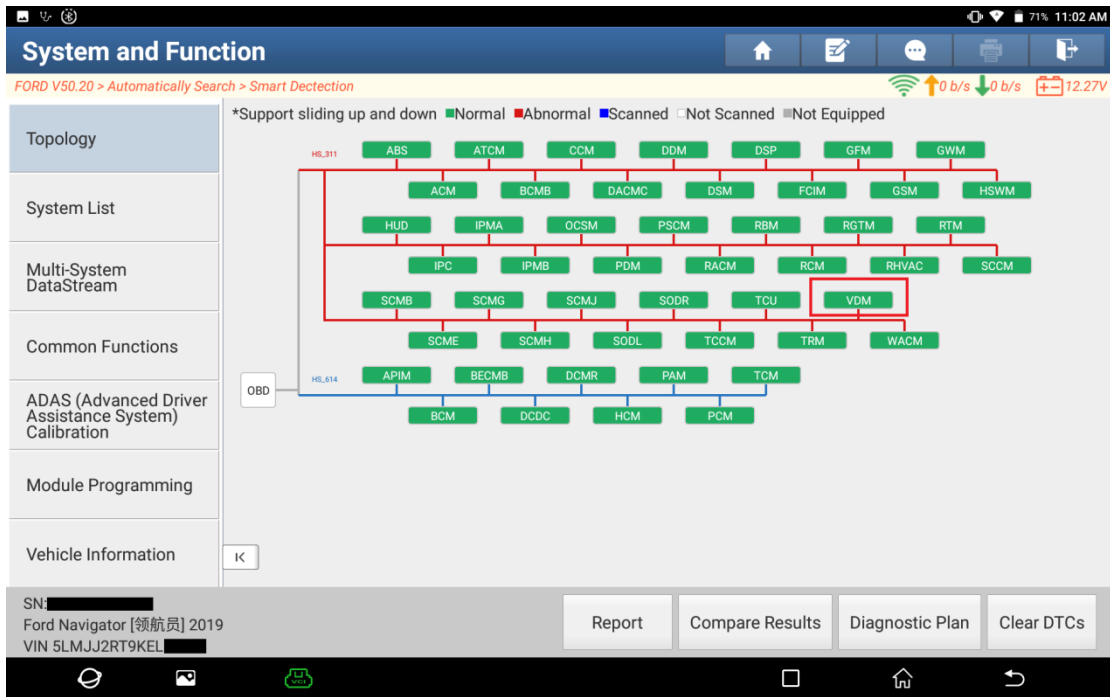 71% 11:02 AM
System and Function
FORD V50.20 > Automatically Search > Smart Dectection
0 b/s 0 b/s 12.27V
*Support sliding up and down Normal Abnormal Scanned Not Scanned Not Equipped
Topology
System List
Multi-System
DataStream
Common Functions
ADAS (Advanced Driver
Assistance System)
Calibration
Module Programming
Vehicle Information
HS_311 ABS ATCM CCM DDM DSP GFM GWM
ACM BCMB DACMC DSM FCIM GSM HSWM
HUD IPMA OCSM PSCM RBM RGTM RTM
IPC IPMB PDM RACM RCM RHVAC SCCM
SCMB SCMG SCMJ SODR TCU VDM
SCME SCMH SODL TCCM TRM WACM
OBD
HS_614 APIM BECMB DCMR PAM TCM
BCM DCDC HCM PCM
SN:
Ford Navigator [领航员] 2019
VIN 5LMJJ2RT9KEL
Report Compare Results Diagnostic Plan Clear DTCs
VCI